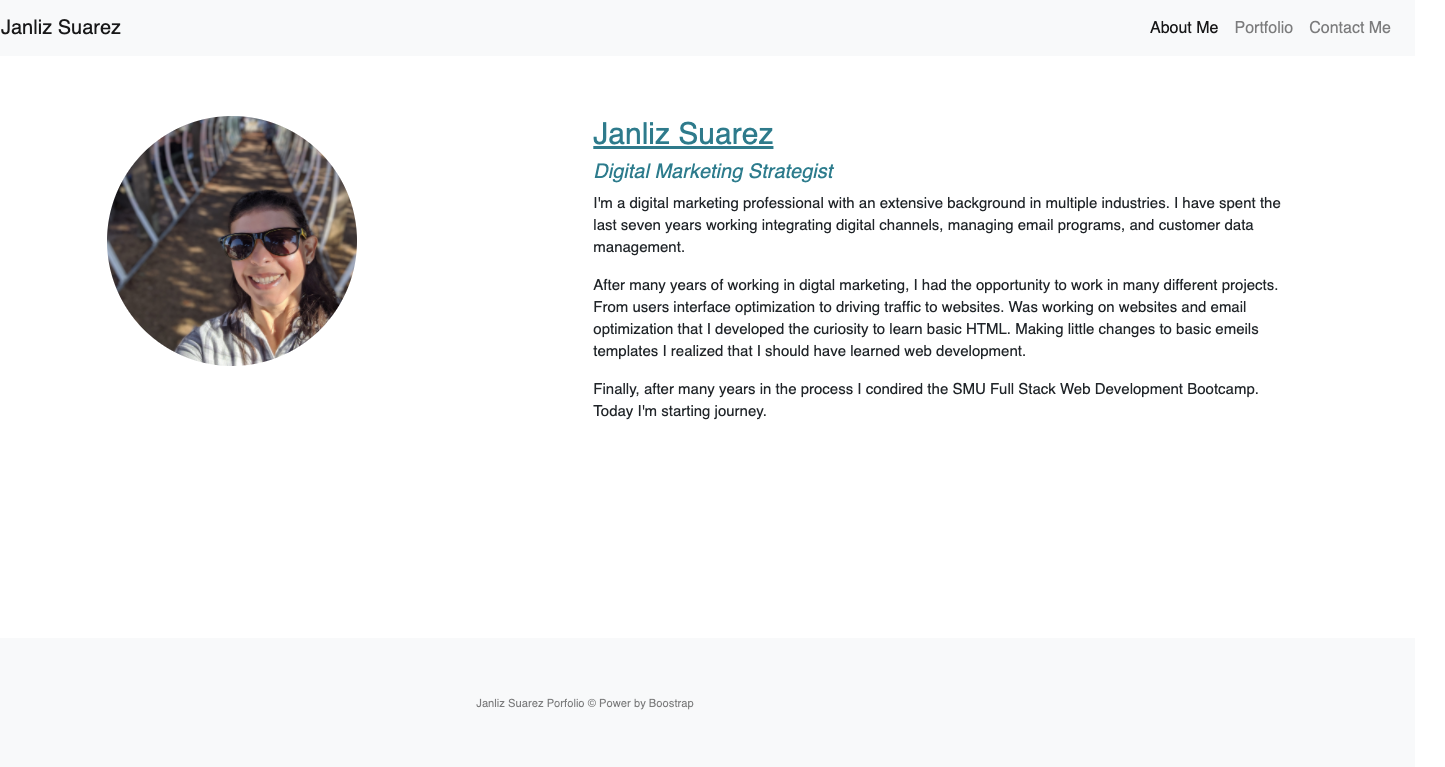 Janliz Suarez
About Me Portfolio Contact Me
Janliz Suarez
Digital Marketing Strategist
I'm a digital marketing professional with an extensive background in multiple industries. I have spent the
last seven years working integrating digital channels, managing email programs, and customer data
management.
After many years of working in digtal marketing, I had the opportunity to work in many different projects.
From users interface optimization to driving traffic to websites. Was working on websites and email
optimization that I developed the curiosity to learn basic HTML. Making little changes to basic emeils
templates I realized that I should have learned web development.
Finally, after many years in the process I condired the SMU Full Stack Web Development Bootcamp.
Today I'm starting journey.
Janliz Suarez Porfolio © Power by Boostrap